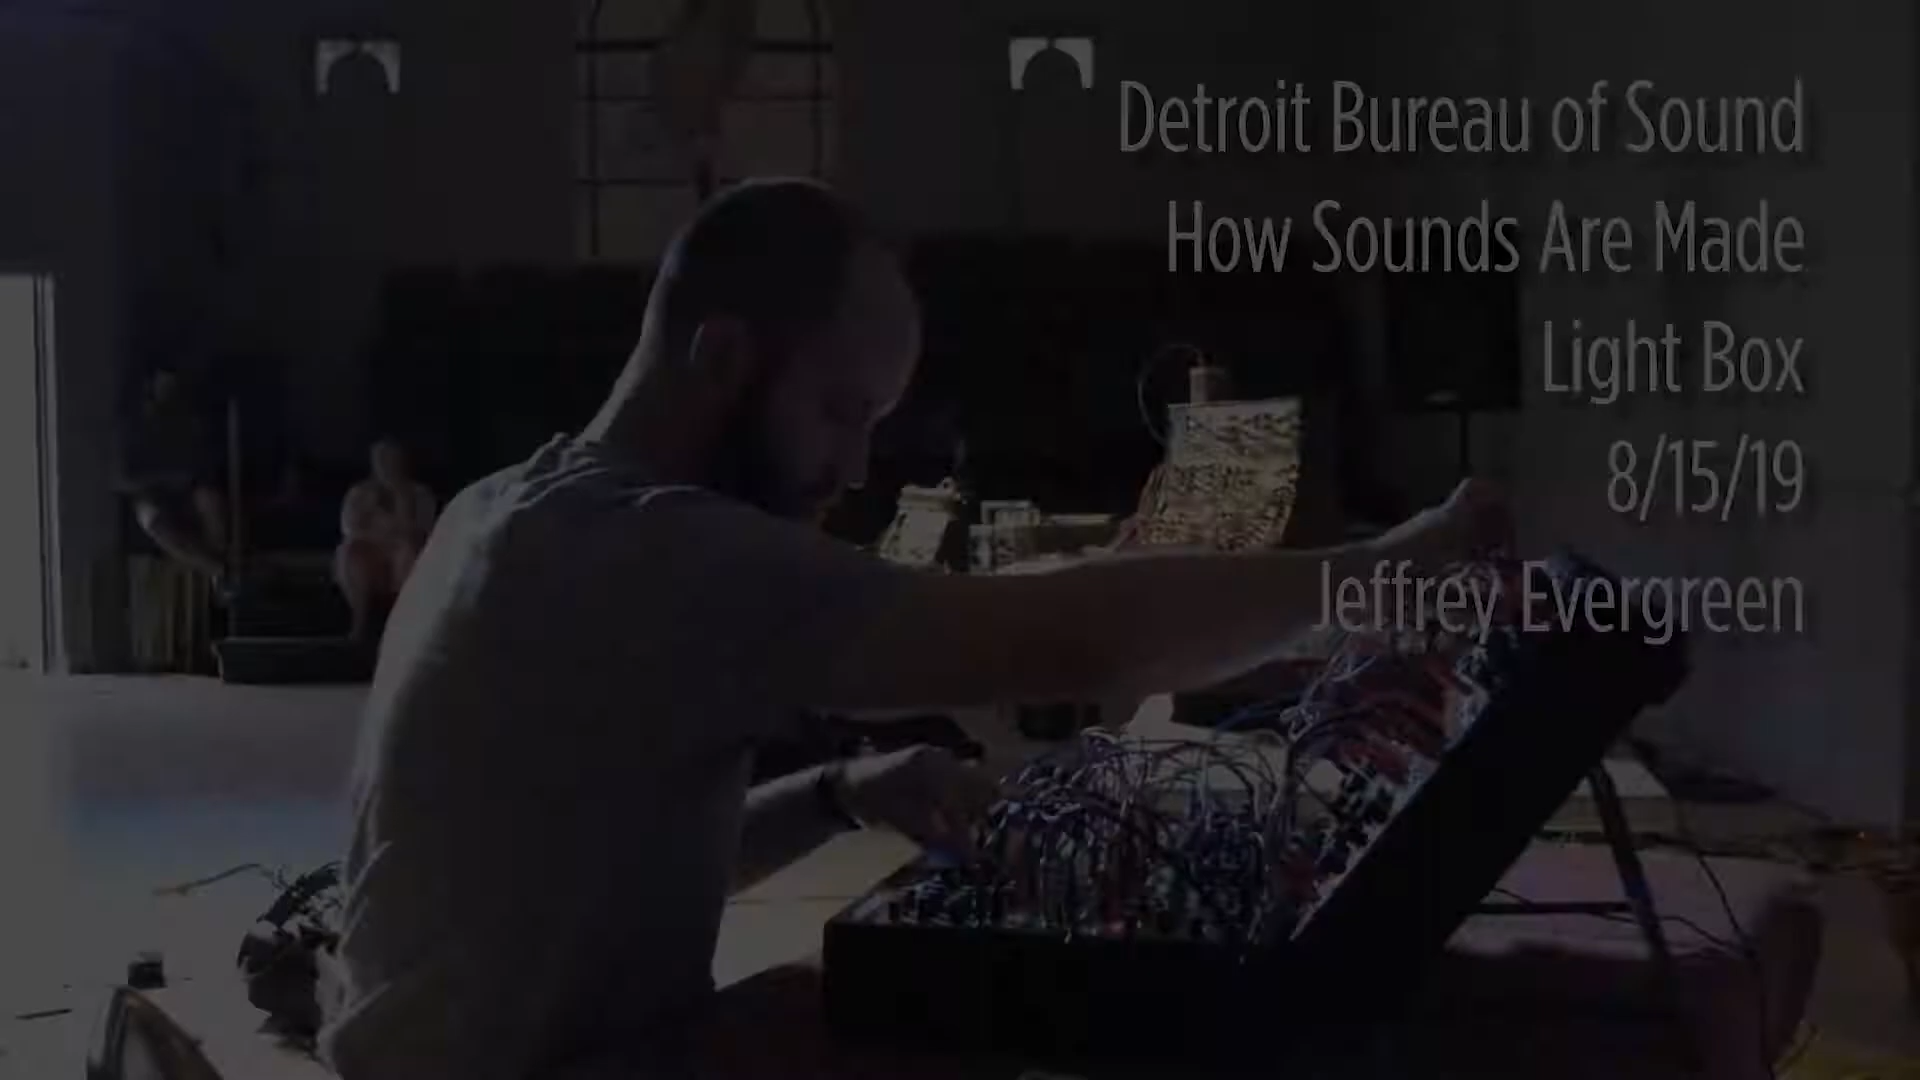 Detroit Bureau of Sound
How Sounds Are Made
Light Box
8/15/19
Jeffrey Evergreen